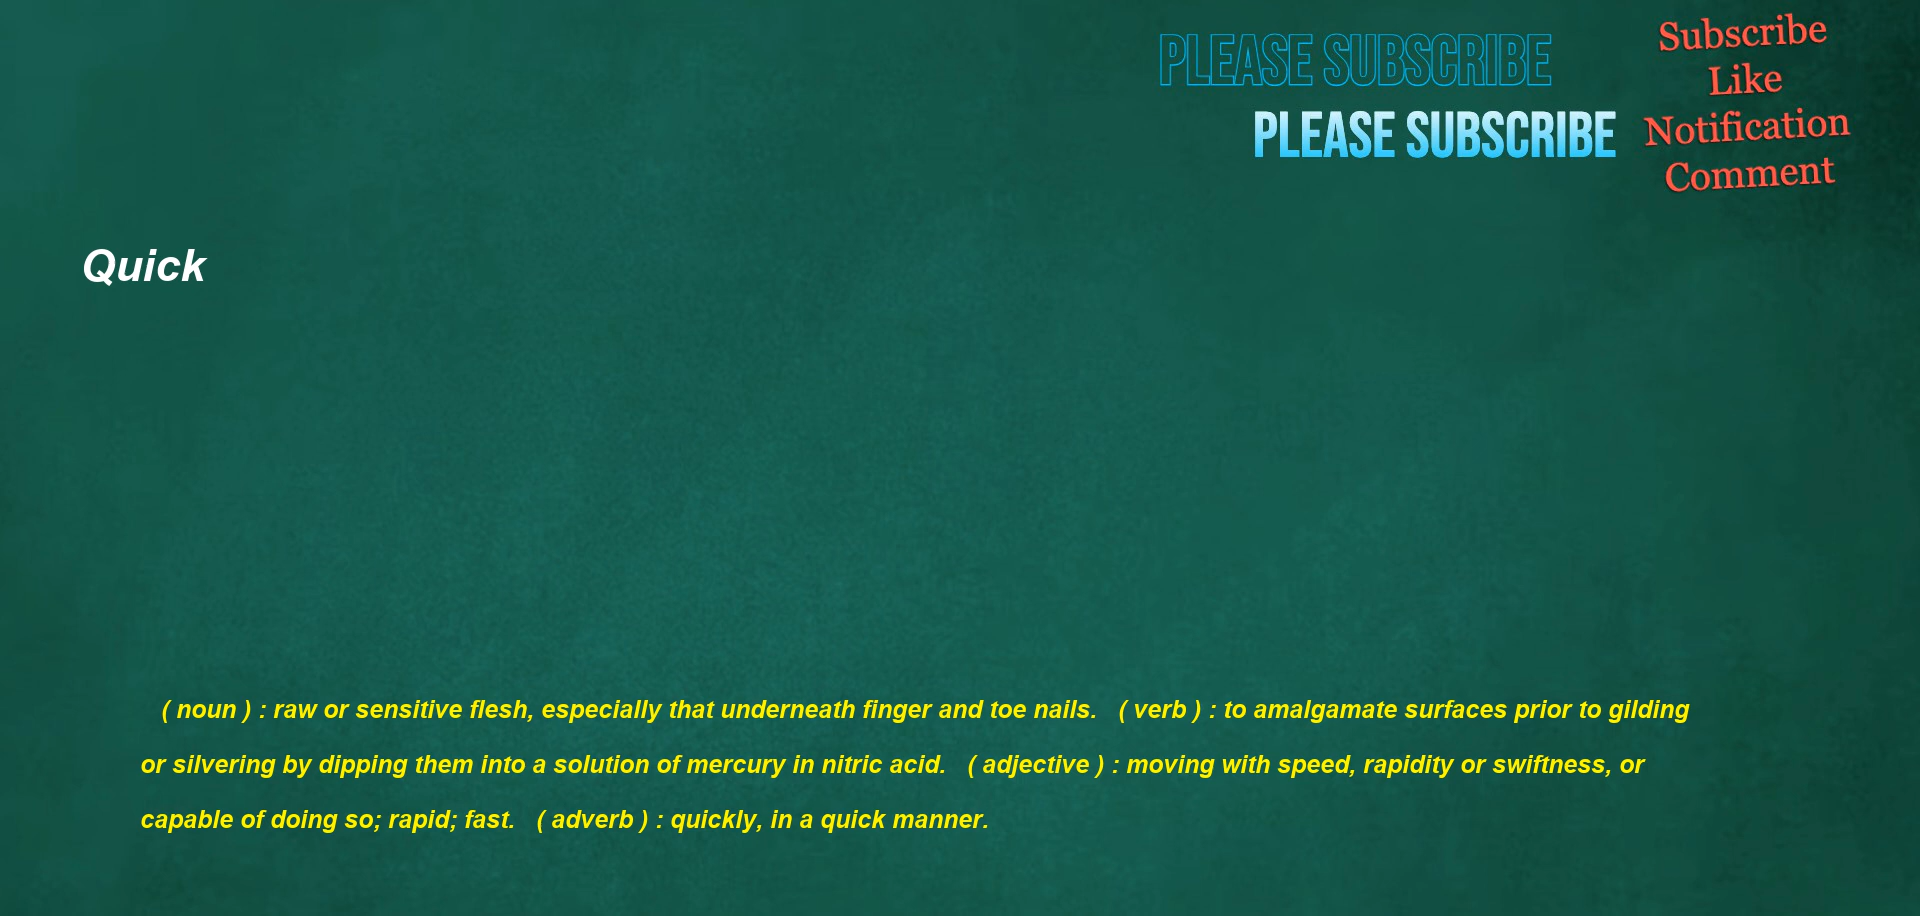 PLEASE SUBSCRIBE
PLEASE SUBSCRIBE
Subscribe
Like
Notification
Comment
Quick
( noun ) : raw or sensitive flesh, especially that underneath finger and toe nails. ( verb ) : to amalgamate surfaces prior to gilding
or silvering by dipping them into a solution of mercury in nitric acid. ( adjective ) : moving with speed, rapidity or swiftness, or
capable of doing so; rapid; fast. ( adverb ) : quickly, in a quick manner.